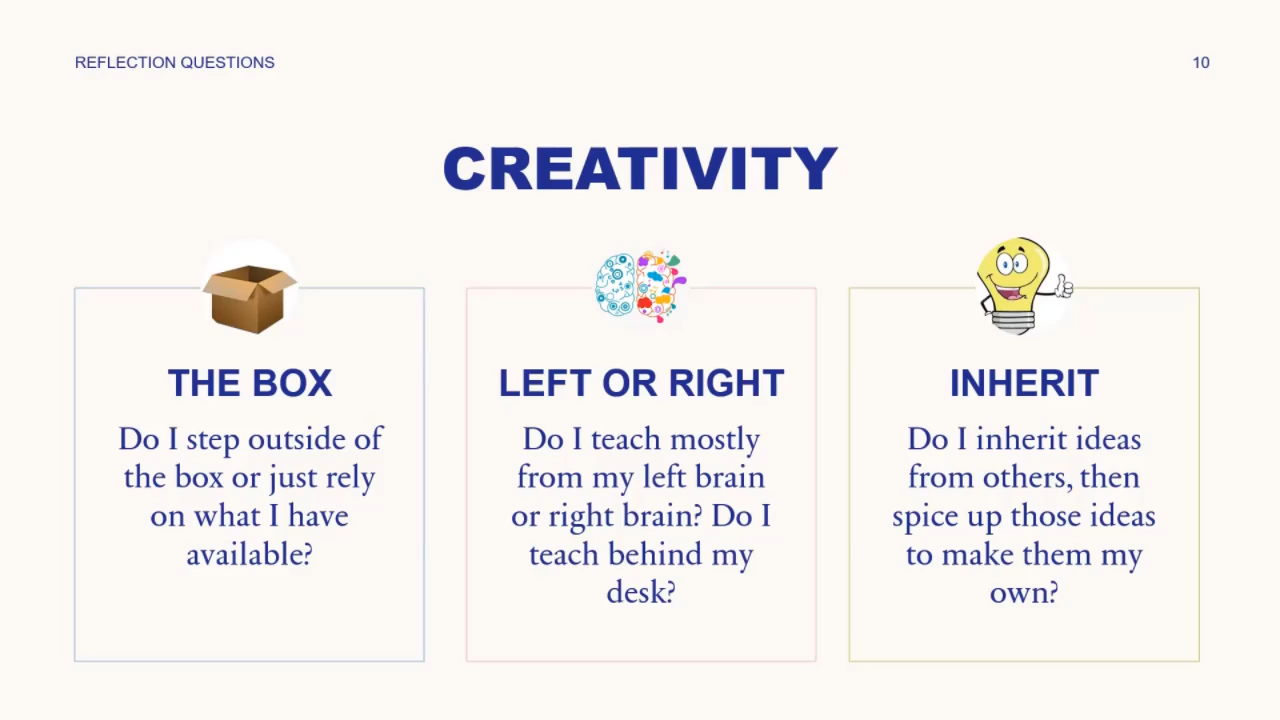 REFLECTION QUESTIONS
10
CREATIVITY
THE BOX
Do I step outside of
the box or just rely
on what I have
available?
LEFT OR RIGHT
Do I teach mostly
from my left brain
or right brain? Do I
teach behind my
desk?
INHERIT
Do I inherit ideas
from others, then
spice up those ideas
to make them my
own?